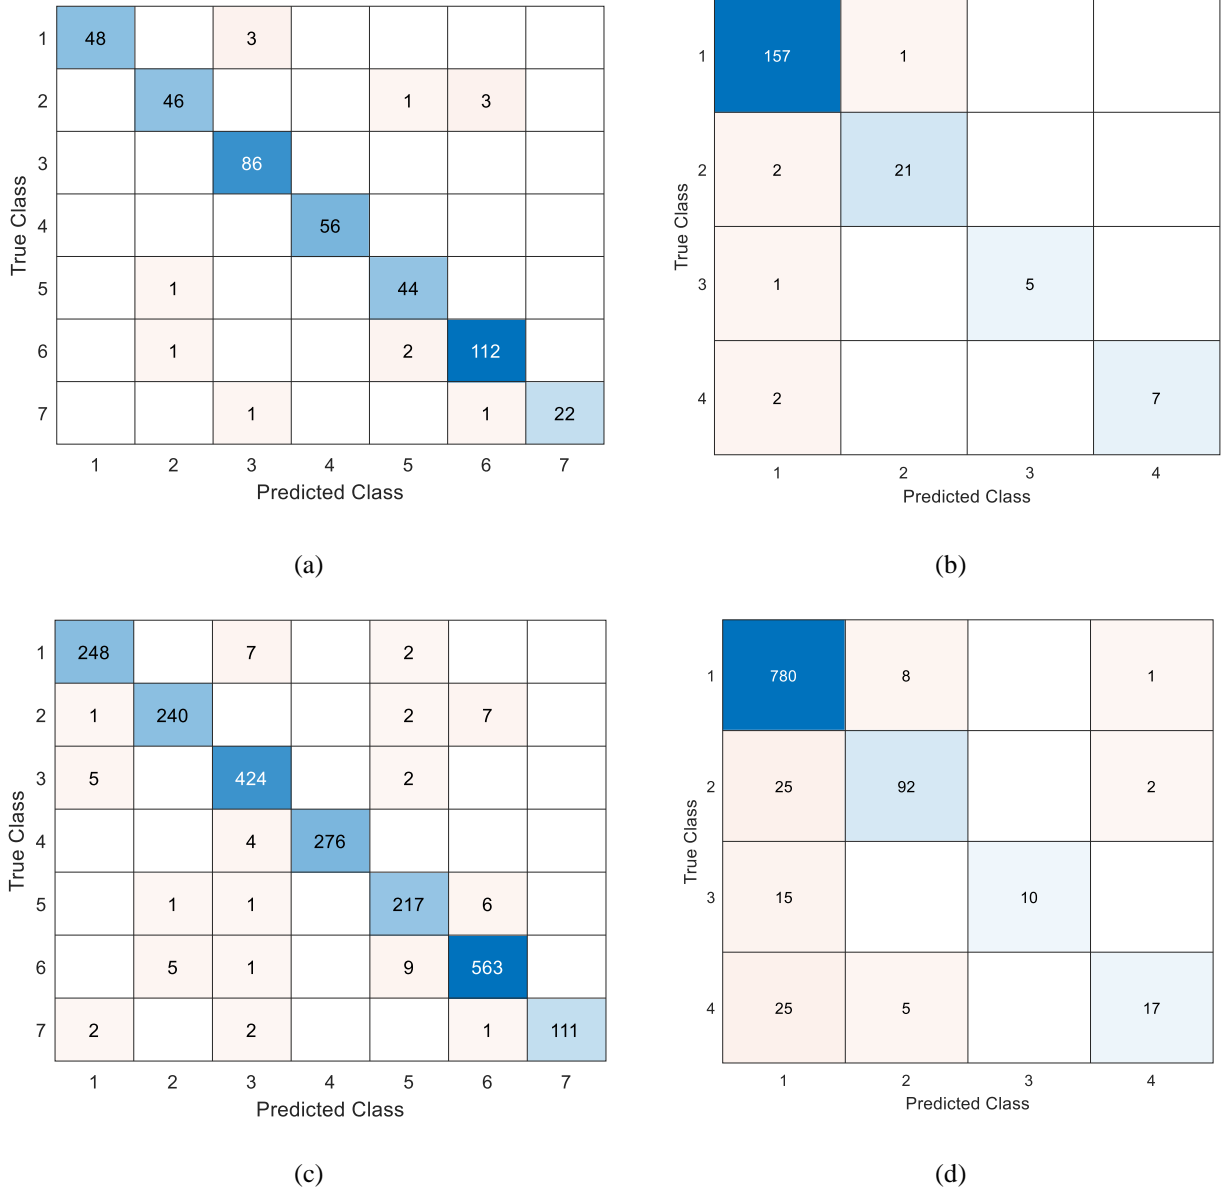 1 48 3
2 46 1 3
3 86
4 56
5 1 44
6 1 2 112
7 1 1 22
1 2 3 4 5 6 7
Predicted Class
True Class
(a)
1 157 1
2 2 21
3 1 5
4 2 7
1 2 3 4
Predicted Class
True Class
(b)
1 248 7 2
2 1 240 2 7
3 5 424 2
4 4 276
5 1 1 217 6
6 5 1 9 563
7 2 2 1 111
1 2 3 4 5 6 7
Predicted Class
True Class
(c)
1 780 8 1
2 25 92 2
3 15 10
4 25 5 17
1 2 3 4
Predicted Class
True Class
(d)